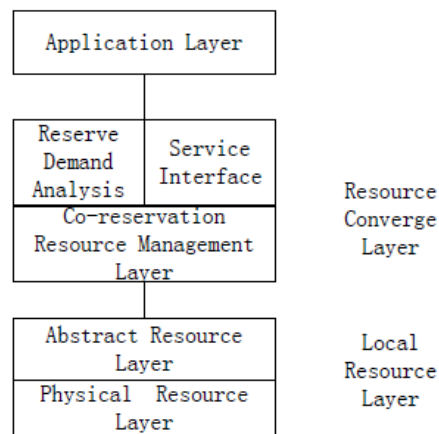 Application Layer
Reserve
Demand
Analysis
Service
Interface
Co-reservation
Resource Management
Layer
Resource
Converge
Layer
Abstract Resource
Layer
Physical Resource
Layer
Local
Resource
Layer